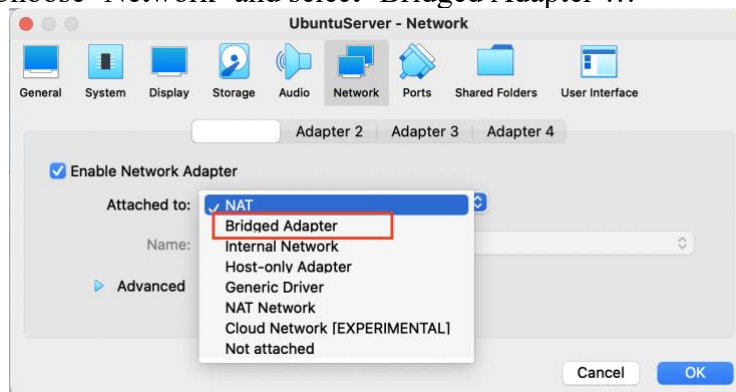 Choose "Network" and select "Bridged Adapter"...
UbuntuServer - Network
General System Display Storage Audio Network Ports Shared Folders User Interface
Adapter 2 Adapter 3 Adapter 4
Enable Network Adapter
Attached to: NAT
Bridged Adapter
Name: Internal Network
Host-only Adapter
Advanced Generic Driver
NAT Network
Cloud Network [EXPERIMENTAL]
Not attached
Cancel OK